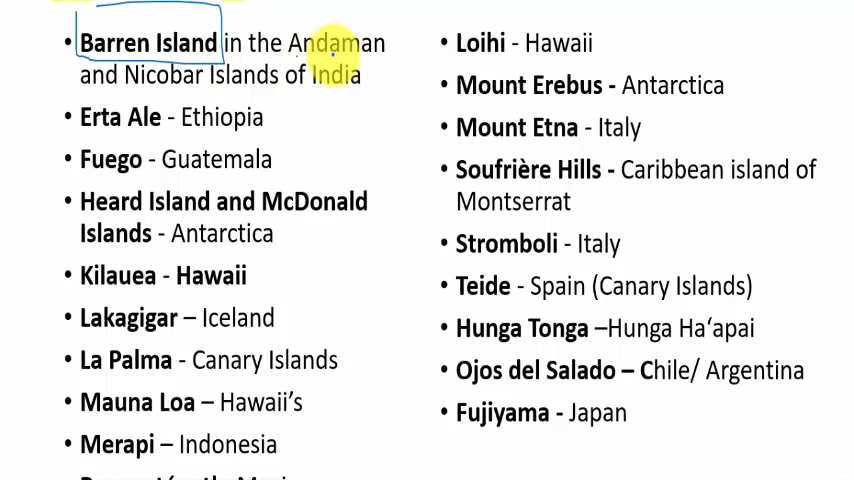 • Barren Island in the Andaman
and Nicobar Islands of India
• Erta Ale - Ethiopia
• Fuego - Guatemala
• Heard Island and McDonald
Islands - Antarctica
• Kilauea - Hawaii
• Lakagigar – Iceland
• La Palma - Canary Islands
• Mauna Loa – Hawaii's
• Merapi – Indonesia
• Loihi - Hawaii
• Mount Erebus - Antarctica
• Mount Etna - Italy
• Soufrière Hills - Caribbean island of
Montserrat
• Stromboli - Italy
• Teide - Spain (Canary Islands)
• Hunga Tonga –Hunga Haʻapai
• Ojos del Salado – Chile/ Argentina
• Fujiyama - Japan